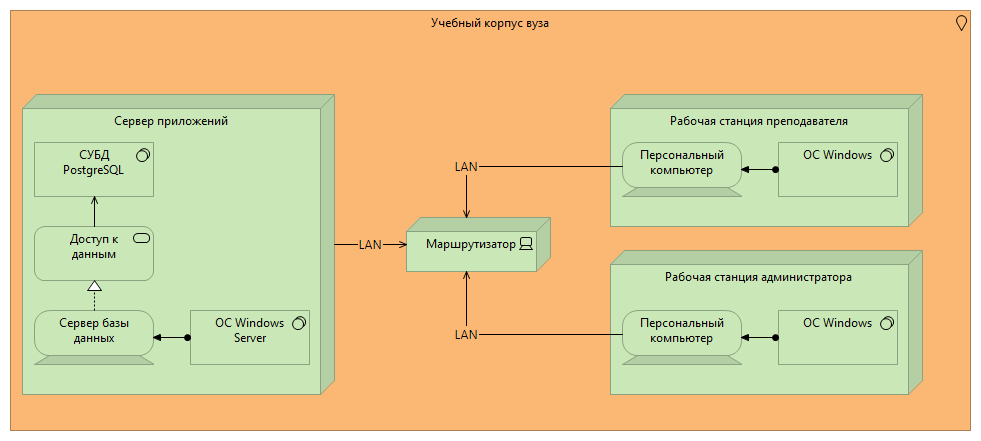 Учебный корпус вуза
Сервер приложений
СУБД
PostgreSQL
Доступ к
данным
Сервер базы
данных
ОС Windows
Server
LAN
Маршрутизатор
LAN
LAN
Рабочая станция преподавателя
Персональный
компьютер
ОС Windows
Рабочая станция администратора
Персональный
компьютер
ОС Windows